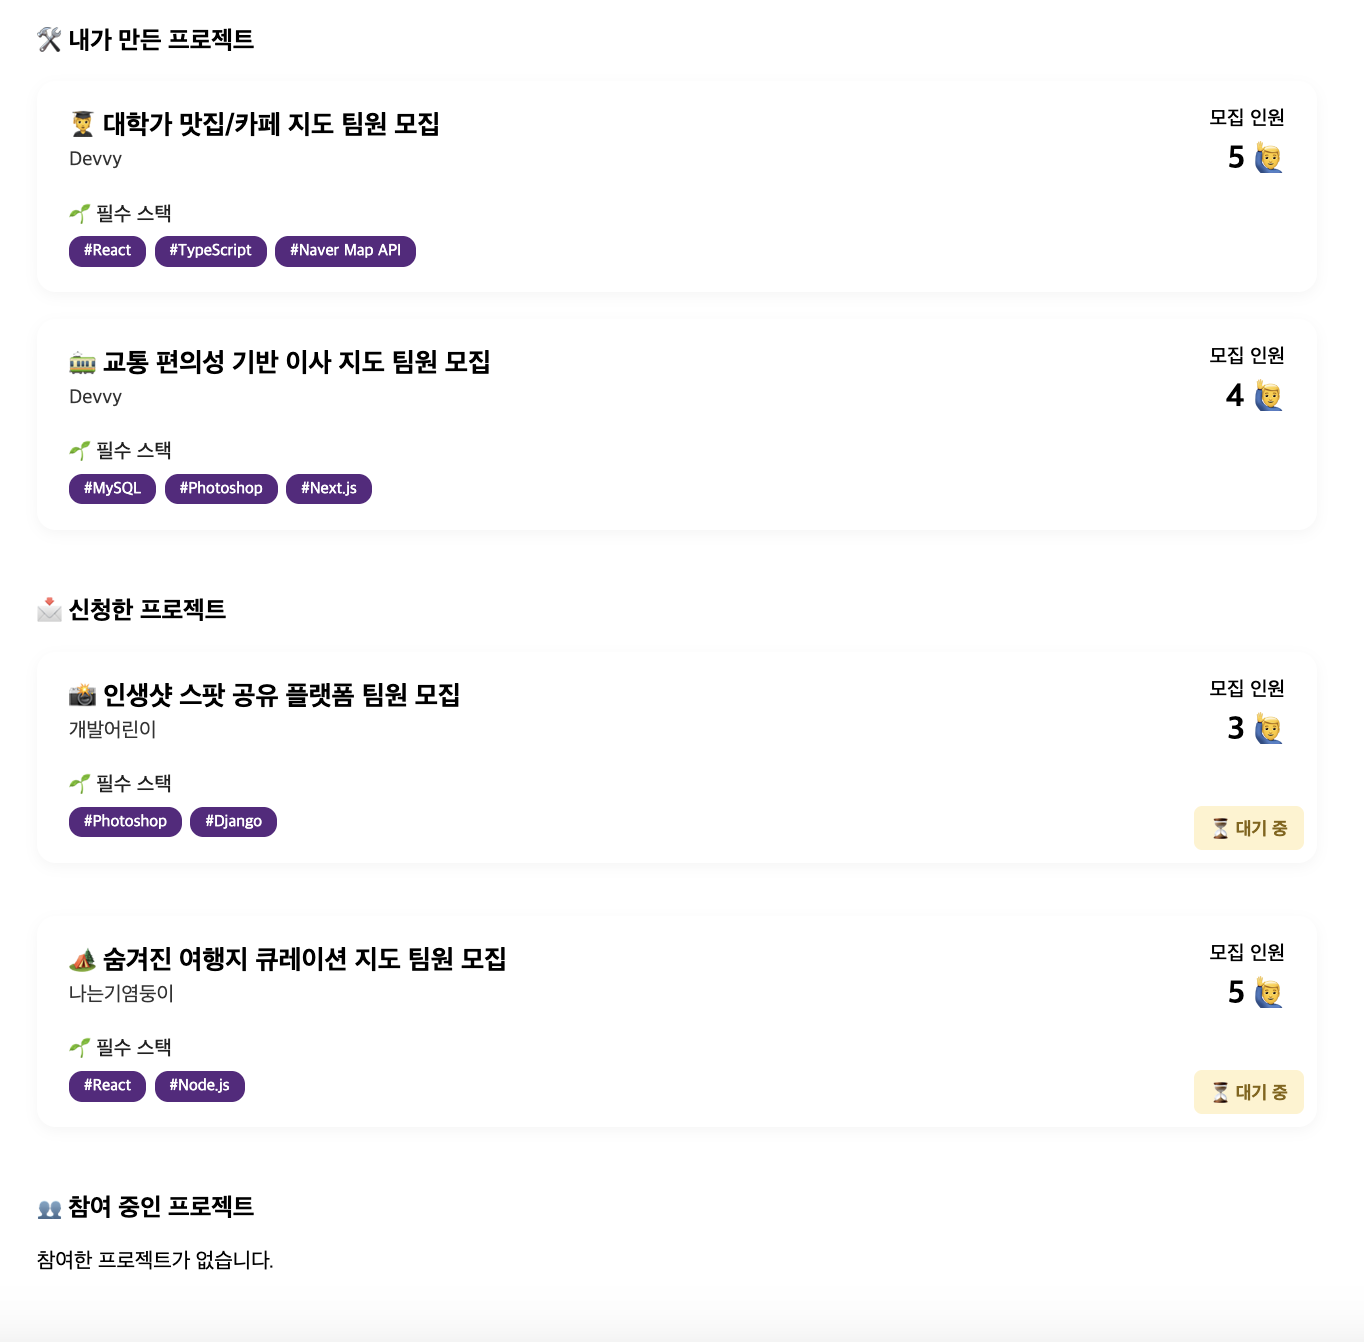 🛠 내가 만든 프로젝트
🧑‍🎓 대학가 맛집/카페 지도 팀원 모집
Devvy
모집 인원
5 🙋‍♂️
🌱 필수 스택
#React #TypeScript #Naver Map API
🚋 교통 편의성 기반 이사 지도 팀원 모집
Devvy
모집 인원
4 🙋‍♂️
🌱 필수 스택
#MySQL #Photoshop #Next.js
📩 신청한 프로젝트
📸 인생샷 스팟 공유 플랫폼 팀원 모집
개발어린이
모집 인원
3 🙋‍♂️
🌱 필수 스택
#Photoshop #Django
⏳ 대기 중
🏕 숨겨진 여행지 큐레이션 지도 팀원 모집
나는기염둥이
모집 인원
5 🙋‍♂️
🌱 필수 스택
#React #Node.js
⏳ 대기 중
👥 참여 중인 프로젝트
참여한 프로젝트가 없습니다.